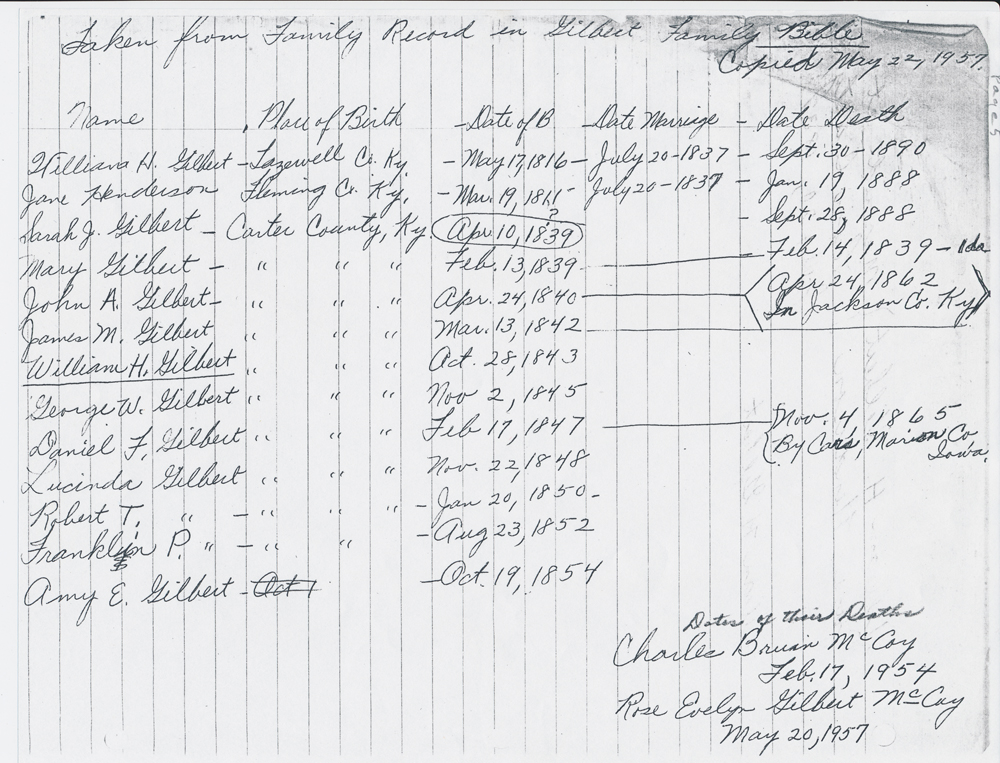 Taken from Family Record in Gilbert Family Bible
Copied May 22, 1957.
Page 5
Name , Place of Birth - Date of B - Date Marriage - Date Death
William H. Gilbert - Tazewell Co. Ky. - May 17, 1816 - July 20-1837 - Sept. 30-1890
Jane Henderson Fleming Co. Ky. - Mar. 19, 1815 July 20-1837 - Jan. 19, 1888
Sarah J. Gilbert - Carter County, Ky. Apr. 10, 1839 ? - Sept. 28, 1888
Mary Gilbert - " " " Feb. 13, 1839 - Feb. 14, 1839 - 1da
John A. Gilbert - " " " Apr. 24, 1840 Apr 24, 1862
In Jackson Co. Ky
James M. Gilbert " " " Mar. 13, 1842
William H. Gilbert " " " Oct. 28, 1843
George W. Gilbert " " " Nov 2, 1845
Daniel F. Gilbert " " " Feb 17, 1847 Nov. 4 1865
By Cars, Marion Co
Iowa.
Lucinda Gilbert " " " Nov. 22, 1848
Robert T. " - " " " - Jan 20, 1850 -
Franklin P. " - " " - Aug 23, 1852
Amy E. Gilbert - Oct 1 - Oct. 19, 1854
Dates of their Deaths
Charles Bruin McCoy
Feb. 17, 1954
Rose Evelyn Gilbert McCoy
May 20, 1957